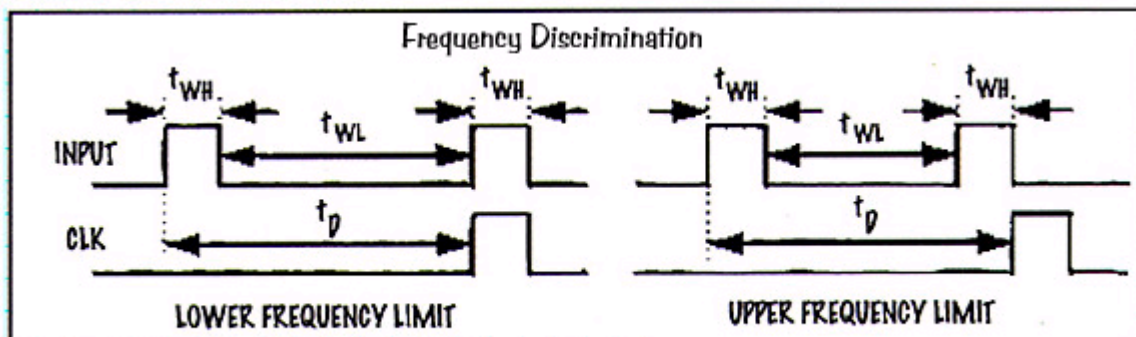 Frequency Discrimination
tWH tWH tWH tWH
tWL tWL
INPUT
tD tD
CLK
LOWER FREQUENCY LIMIT UPPER FREQUENCY LIMIT